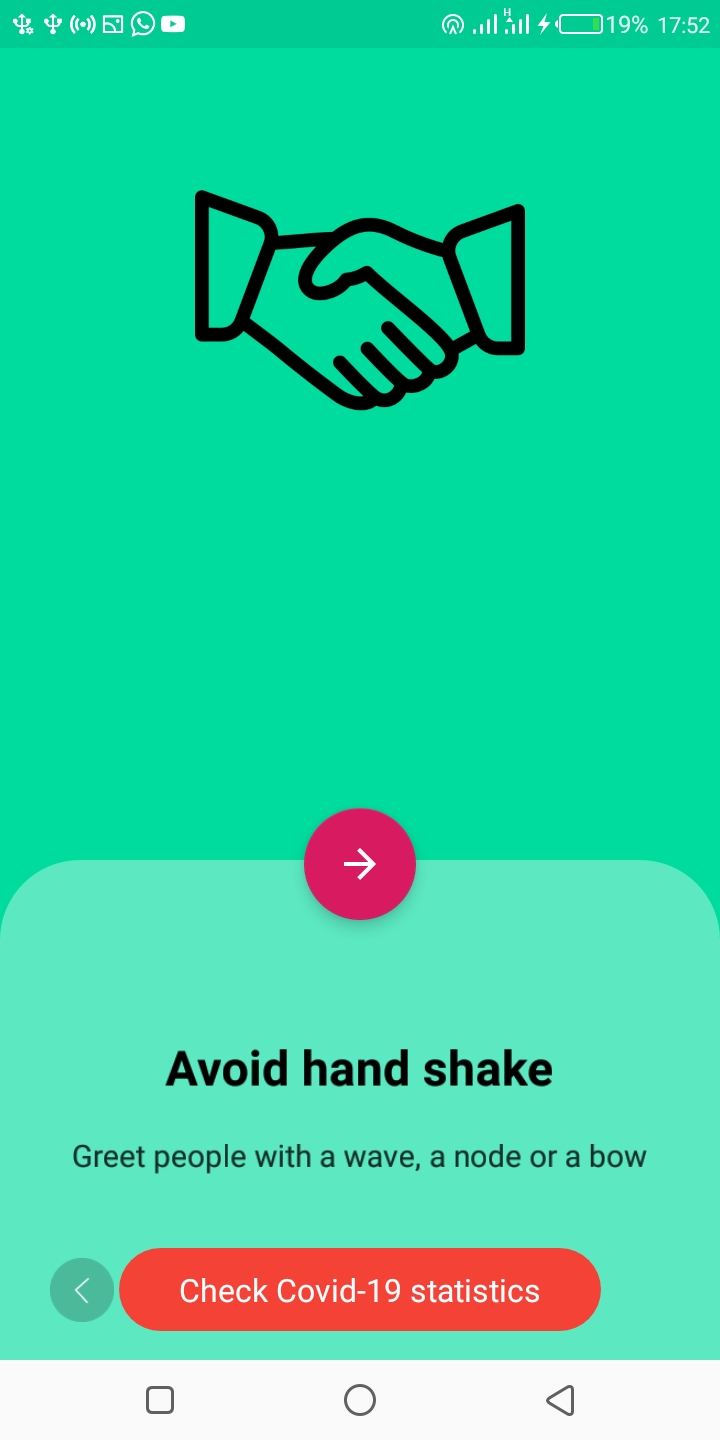 H
19% 17:52
Avoid hand shake
Greet people with a wave, a node or a bow
Check Covid-19 statistics